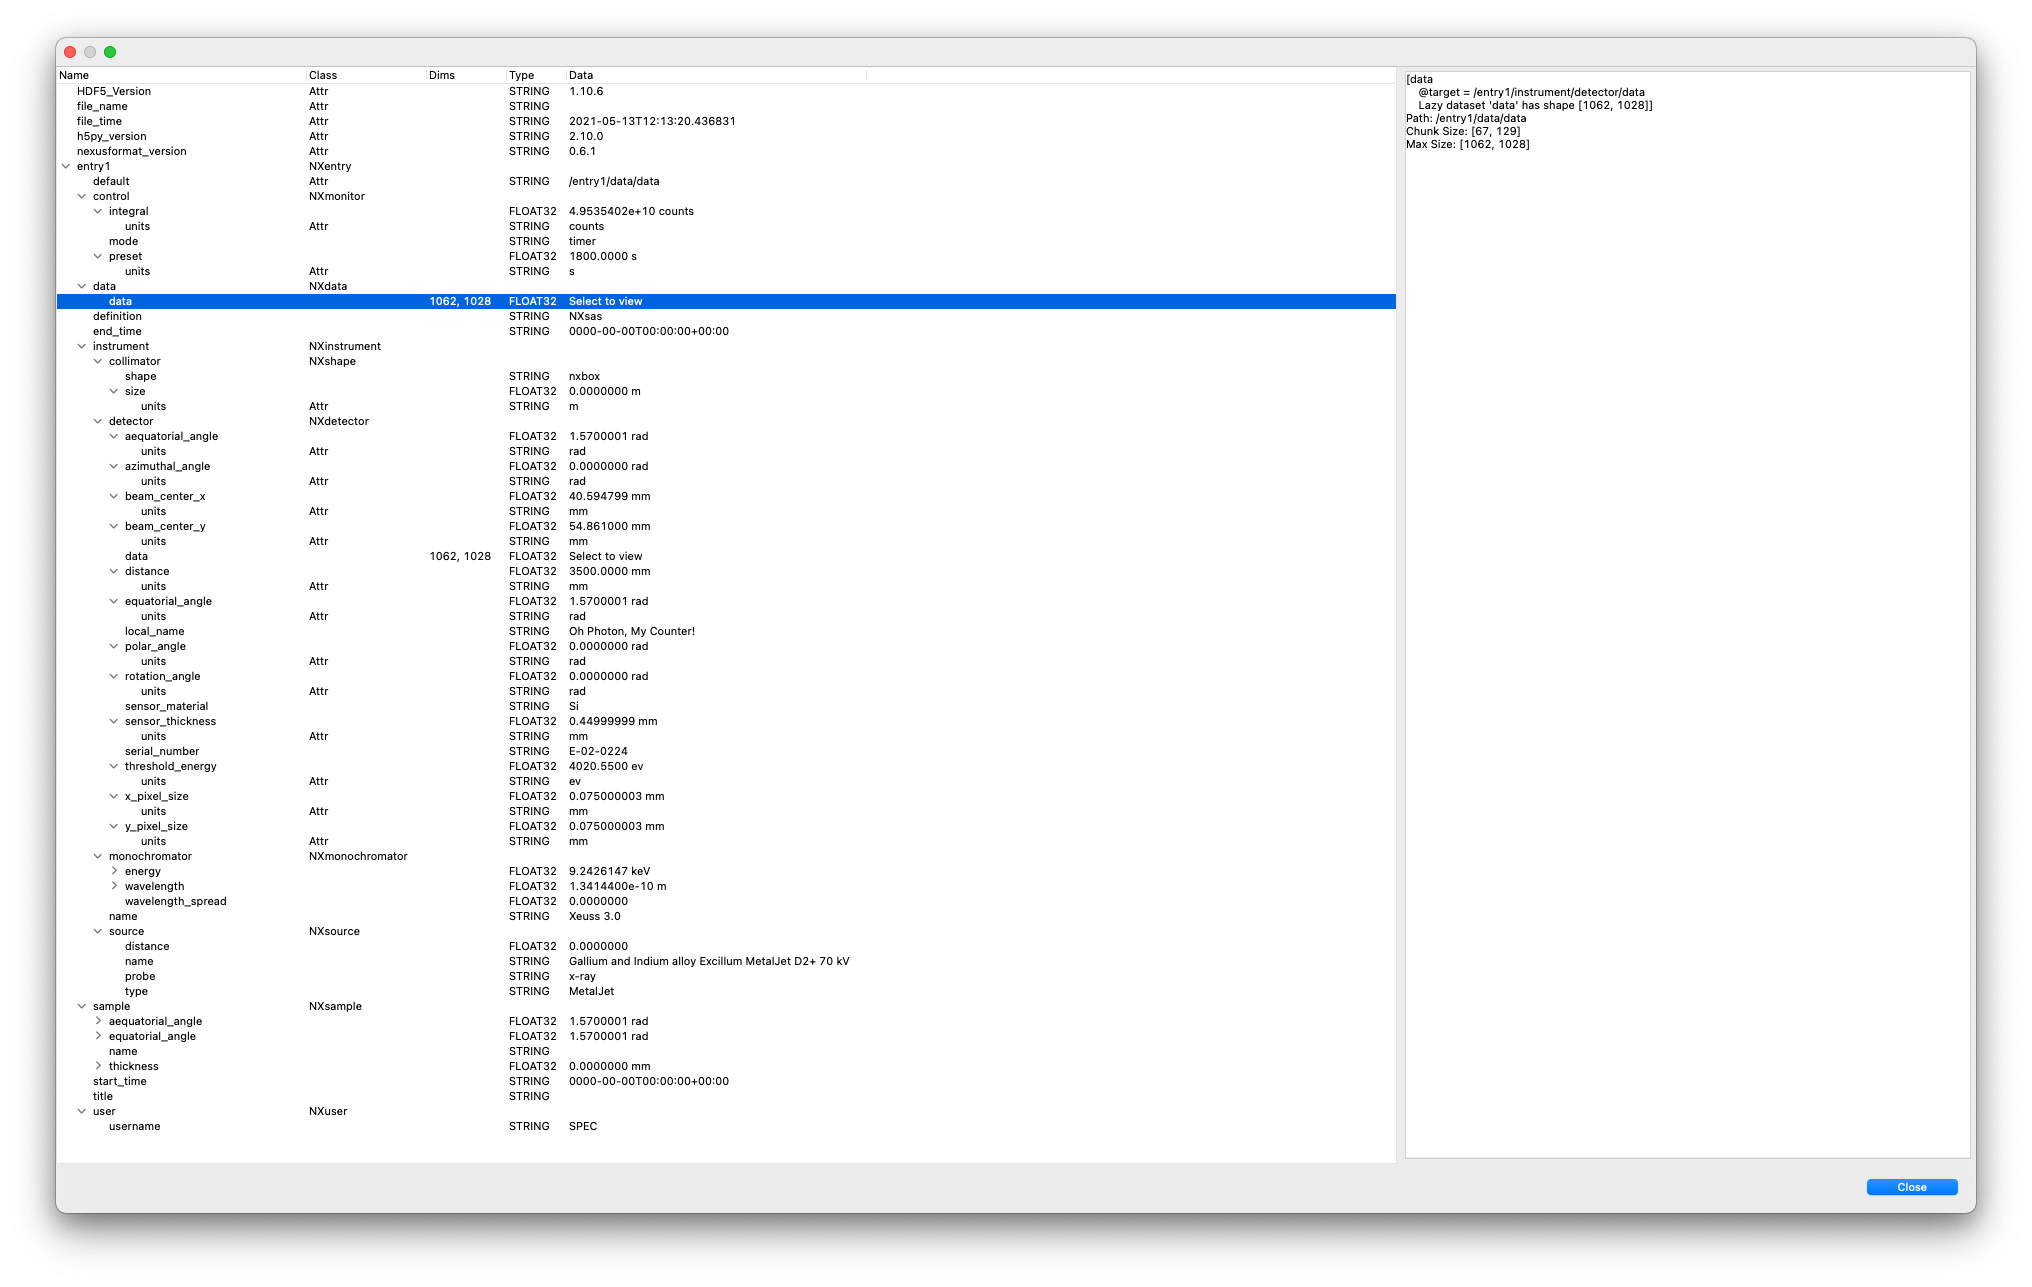 Name Class Dims Type Data
HDF5_Version Attr STRING 1.10.6
file_name Attr STRING
file_time Attr STRING 2021-05-13T12:13:20.436831
h5py_version Attr STRING 2.10.0
nexusformat_version Attr STRING 0.6.1
entry1 NXentry
default Attr STRING /entry1/data/data
control NXmonitor
integral FLOAT32 4.9535402e+10 counts
units Attr STRING counts
mode STRING timer
preset FLOAT32 1800.0000 s
units Attr STRING s
data NXdata
data 1062, 1028 FLOAT32 Select to view
definition STRING NXsas
end_time STRING 0000-00-00T00:00:00+00:00
instrument NXinstrument
collimator NXshape
shape STRING nxbox
size FLOAT32 0.0000000 m
units Attr STRING m
detector NXdetector
aequatorial_angle FLOAT32 1.5700001 rad
units Attr STRING rad
azimuthal_angle FLOAT32 0.0000000 rad
units Attr STRING rad
beam_center_x FLOAT32 40.594799 mm
units Attr STRING mm
beam_center_y FLOAT32 54.861000 mm
units Attr STRING mm
data 1062, 1028 FLOAT32 Select to view
distance FLOAT32 3500.0000 mm
units Attr STRING mm
equatorial_angle FLOAT32 1.5700001 rad
units Attr STRING rad
local_name STRING Oh Photon, My Counter!
polar_angle FLOAT32 0.0000000 rad
units Attr STRING rad
rotation_angle FLOAT32 0.0000000 rad
units Attr STRING rad
sensor_material STRING Si
sensor_thickness FLOAT32 0.44999999 mm
units Attr STRING mm
serial_number STRING E-02-0224
threshold_energy FLOAT32 4020.5500 ev
units Attr STRING ev
x_pixel_size FLOAT32 0.075000003 mm
units Attr STRING mm
y_pixel_size FLOAT32 0.075000003 mm
units Attr STRING mm
monochromator NXmonochromator
energy FLOAT32 9.2426147 keV
wavelength FLOAT32 1.3414400e-10 m
wavelength_spread FLOAT32 0.0000000
name STRING Xeuss 3.0
source NXsource
distance FLOAT32 0.0000000
name STRING Gallium and Indium alloy Excillum MetalJet D2+ 70 kV
probe STRING x-ray
type STRING MetalJet
sample NXsample
aequatorial_angle FLOAT32 1.5700001 rad
equatorial_angle FLOAT32 1.5700001 rad
name STRING
thickness FLOAT32 0.0000000 mm
start_time STRING 0000-00-00T00:00:00+00:00
title STRING
user NXuser
username STRING SPEC
[data
@target = /entry1/instrument/detector/data
Lazy dataset 'data' has shape [1062, 1028]]
Path: /entry1/data/data
Chunk Size: [67, 129]
Max Size: [1062, 1028]
Close